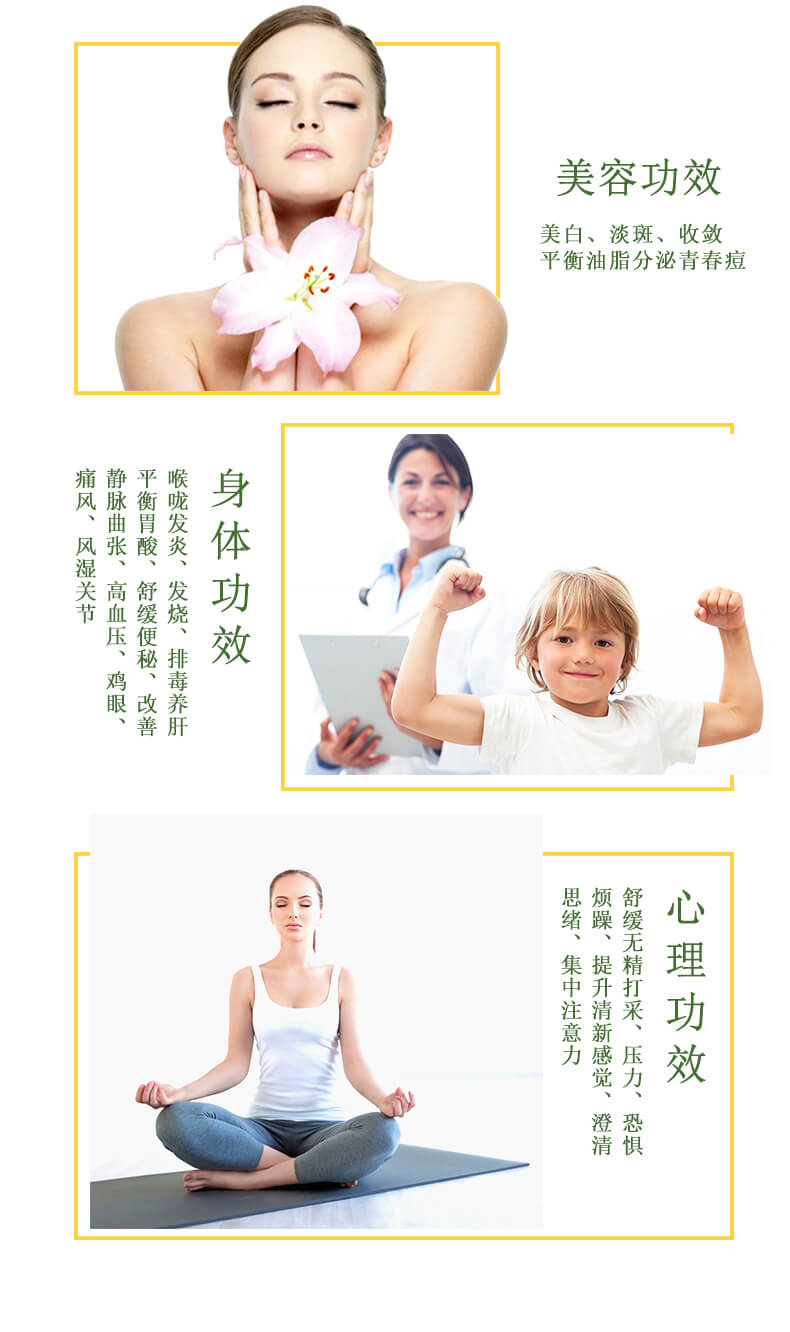 美容功效
美白、淡斑、收敛
平衡油脂分泌青春痘
身体功效
喉咙发炎、发烧、排毒养肝
平衡胃酸、舒缓便秘、改善
静脉曲张、高血压、鸡眼、
痛风、风湿关节
心理功效
舒缓无精打采、压力、恐惧
烦躁、提升清新感觉、澄清
思绪、集中注意力